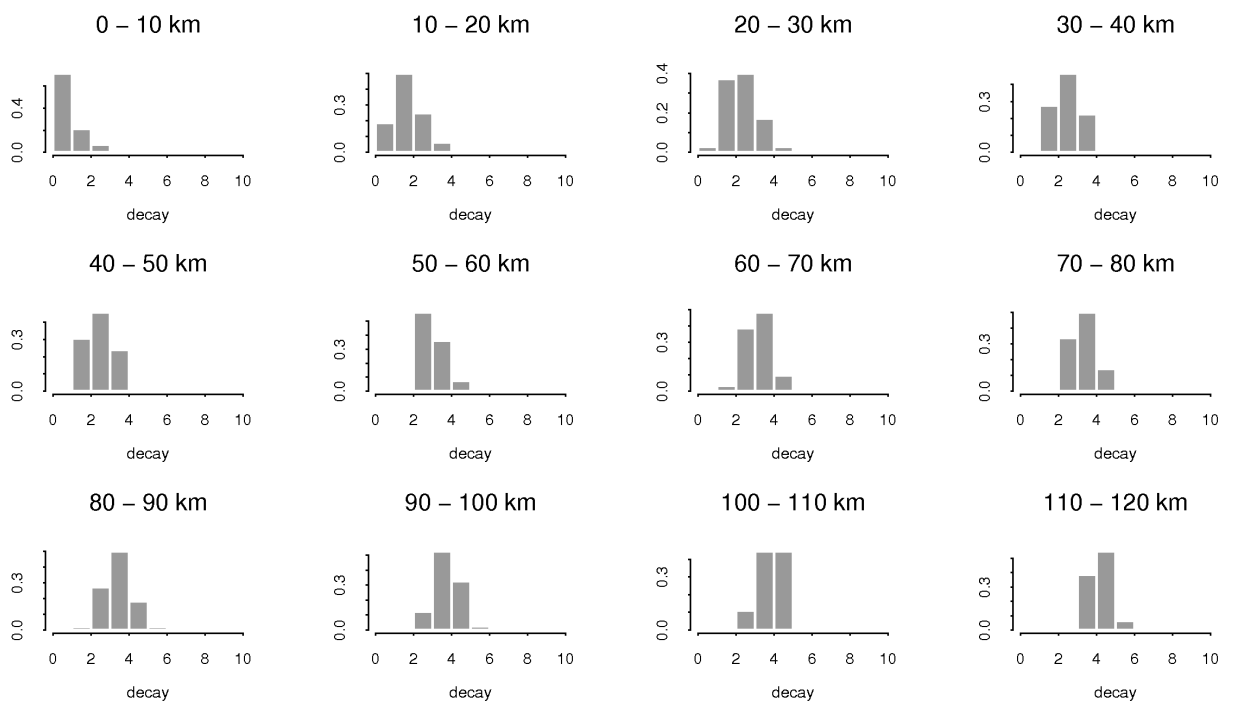 0 – 10 km
10 – 20 km
20 – 30 km
30 – 40 km
0.4
0.0
0 2 4 6 8 10
decay
0.3
0.0
0 2 4 6 8 10
decay
0.4
0.2
0.0
0 2 4 6 8 10
decay
0.3
0.0
0 2 4 6 8 10
decay
40 – 50 km
50 – 60 km
60 – 70 km
70 – 80 km
0.3
0.0
0 2 4 6 8 10
decay
0.3
0.0
0 2 4 6 8 10
decay
0.3
0.0
0 2 4 6 8 10
decay
0.3
0.0
0 2 4 6 8 10
decay
80 – 90 km
90 – 100 km
100 – 110 km
110 – 120 km
0.3
0.0
0 2 4 6 8 10
decay
0.3
0.0
0 2 4 6 8 10
decay
0.3
0.0
0 2 4 6 8 10
decay
0.3
0.0
0 2 4 6 8 10
decay